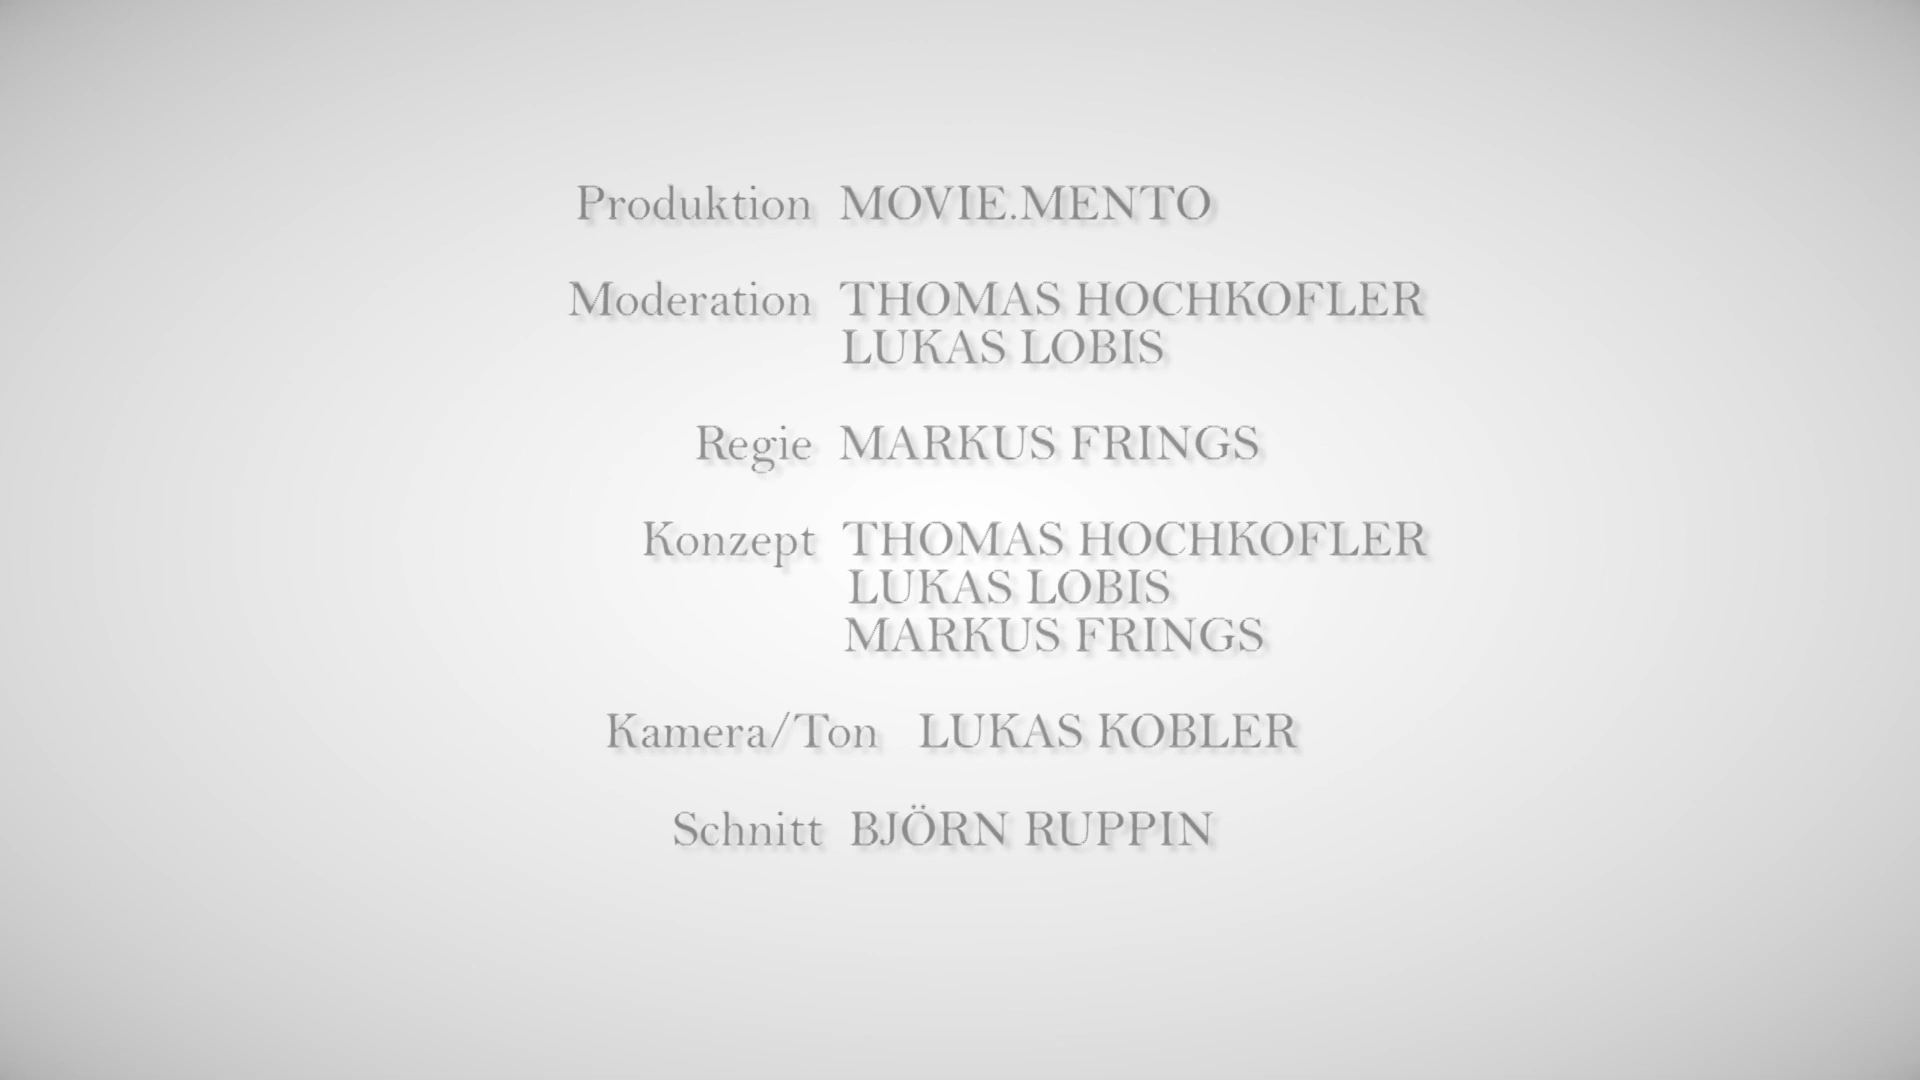 Produktion MOVIE.MENTO
Moderation THOMAS HOCHKOFLER
LUKAS LOBIS
Regie MARKUS FRINGS
Konzept THOMAS HOCHKOFLER
LUKAS LOBIS
MARKUS FRINGS
Kamera/Ton LUKAS KOBLER
Schnitt BJÖRN RUPPIN